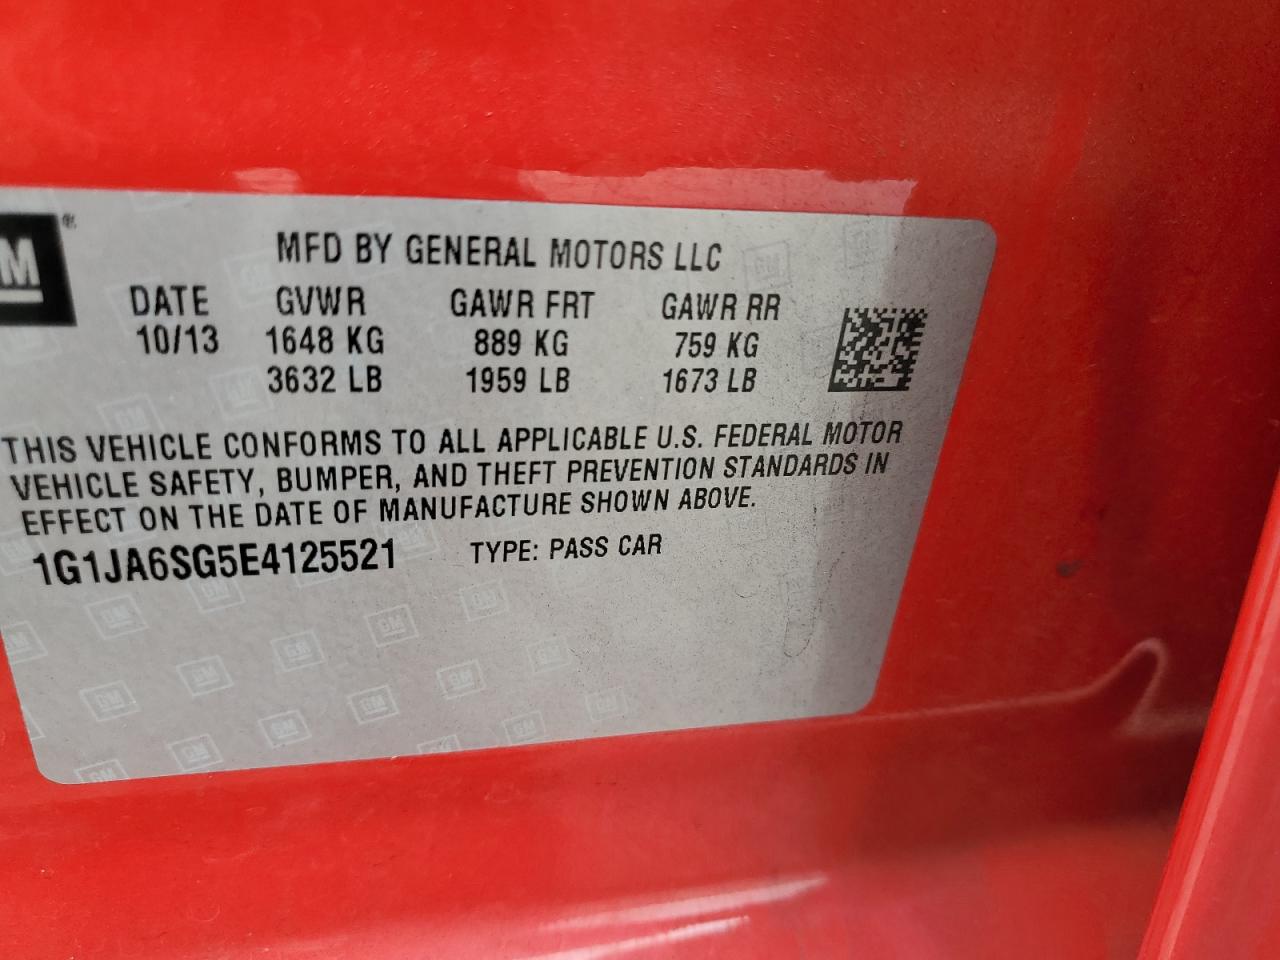 GM®
MFD BY GENERAL MOTORS LLC
DATE GVWR GAWR FRT GAWR RR
10/13 1648 KG 889 KG 759 KG
3632 LB 1959 LB 1673 LB
THIS VEHICLE CONFORMS TO ALL APPLICABLE U.S. FEDERAL MOTOR
VEHICLE SAFETY, BUMPER, AND THEFT PREVENTION STANDARDS IN
EFFECT ON THE DATE OF MANUFACTURE SHOWN ABOVE.
1G1JA6SG5E4125521 TYPE: PASS CAR